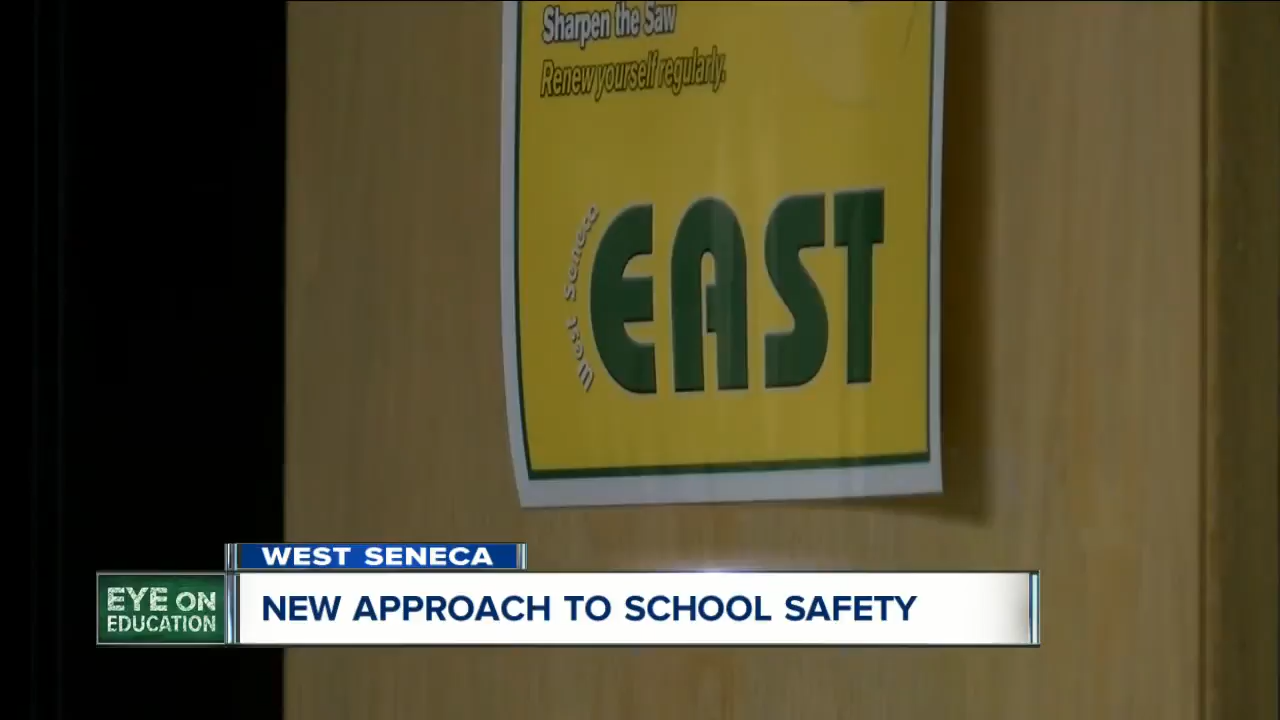 Sharpen the Saw
Renew yourself regularly.
West Seneca
EAST
WEST SENECA
EYE ON
EDUCATION
NEW APPROACH TO SCHOOL SAFETY